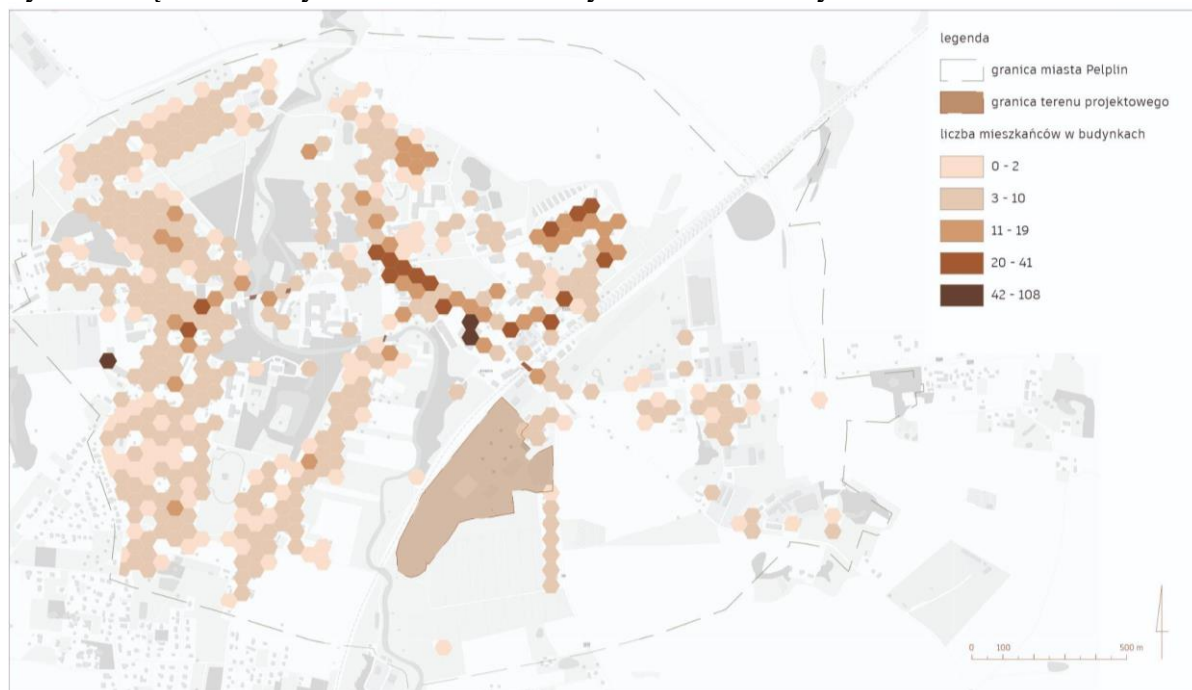 legenda
granica miasta Pelplin
granica terenu projektowego
liczba mieszkańców w budynkach
0 - 2
3 - 10
11 - 19
20 - 41
42 - 108
0 100 500 m